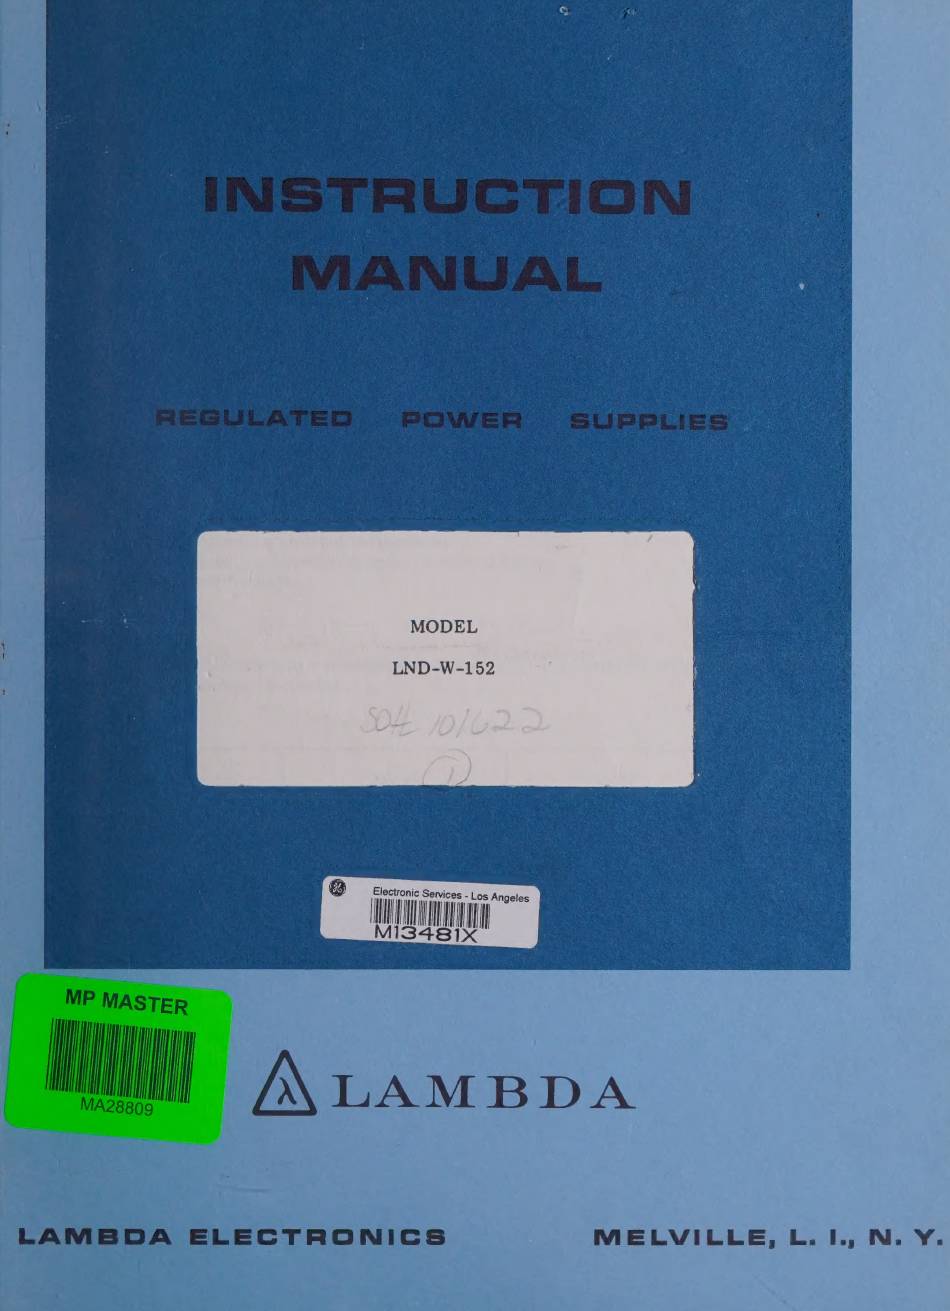 INSTRUCTION
MANUAL
REGULATED POWER SUPPLIES
MODEL
LND-W-152
101622
1
Electronic Services - Los Angeles
M13481X
MP MASTER
MA28809
λ LAMBDA
LAMBDA ELECTRONICS MELVILLE, L. I., N. Y.